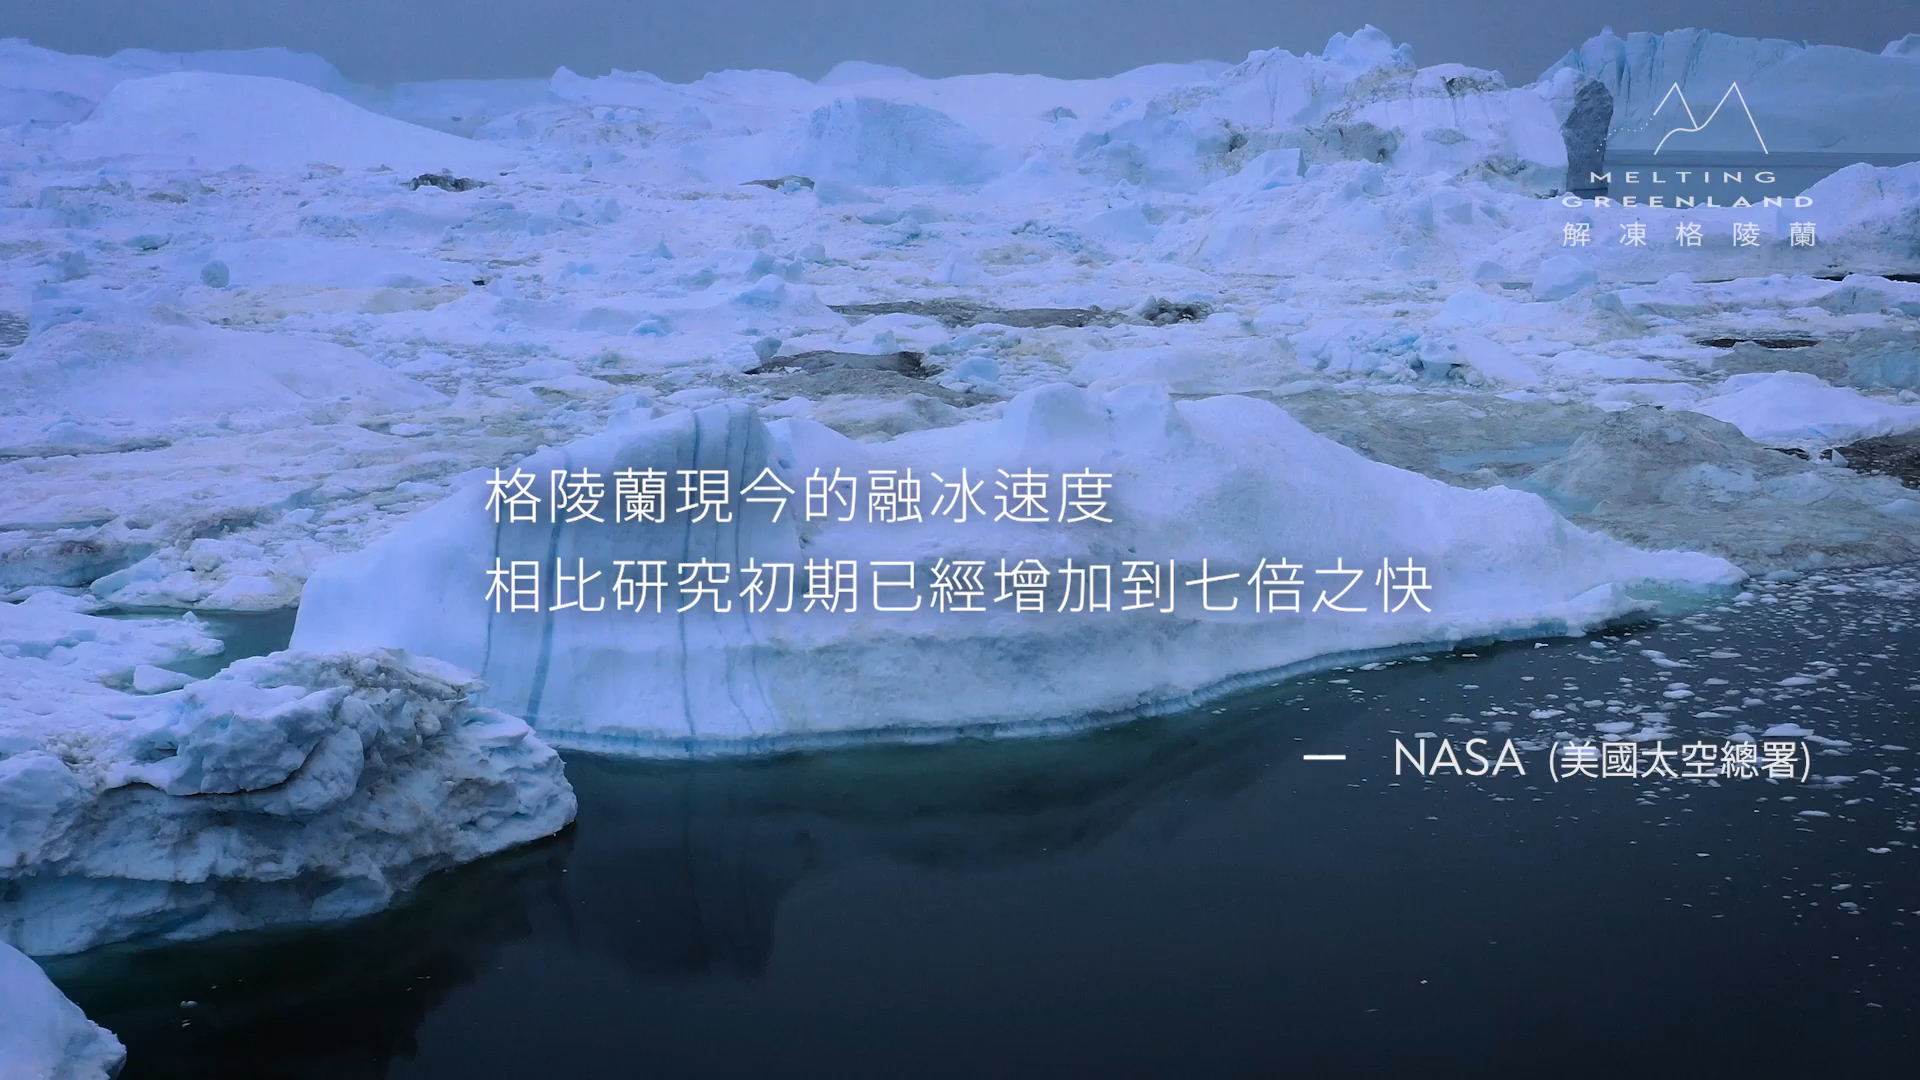 MELTING
GREENLAND
解凍格陵蘭
格陵蘭現今的融冰速度
相比研究初期已經增加到七倍之快
— NASA (美國太空總署)